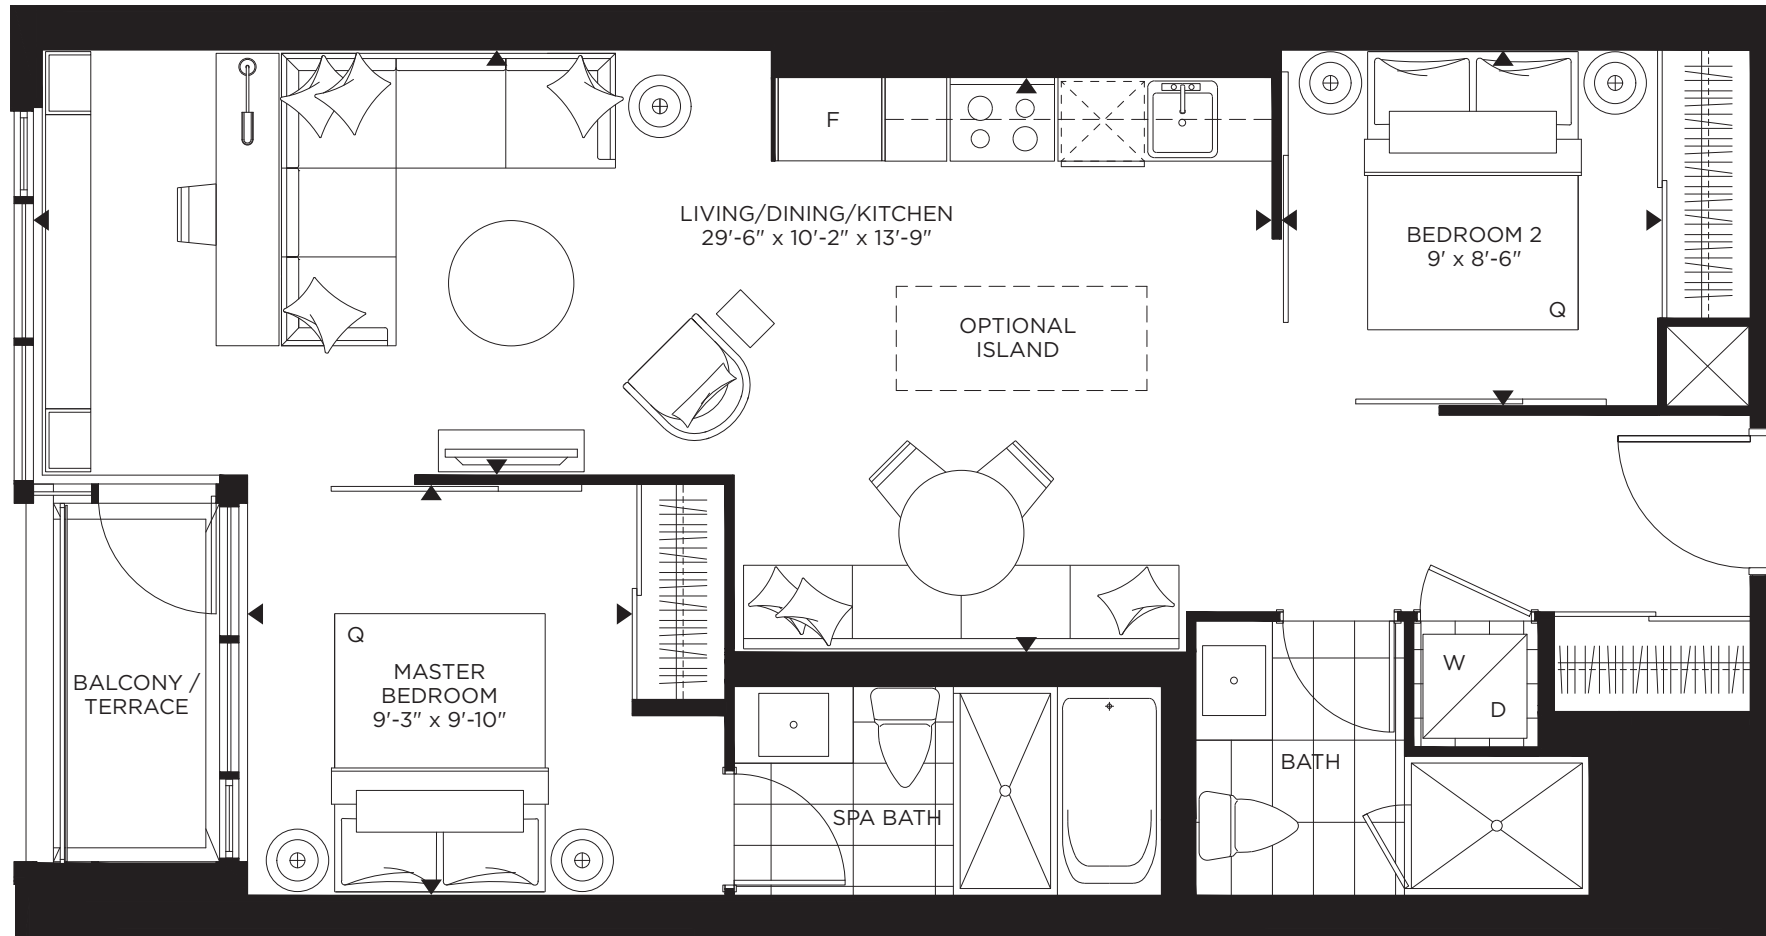 F
LIVING/DINING/KITCHEN
29'-6" x 10'-2" x 13'-9"
BEDROOM 2
9' x 8'-6"
Q
OPTIONAL
ISLAND
Q
MASTER
BEDROOM
9'-3" x 9'-10"
BALCONY /
TERRACE
W
D
BATH
SPA BATH